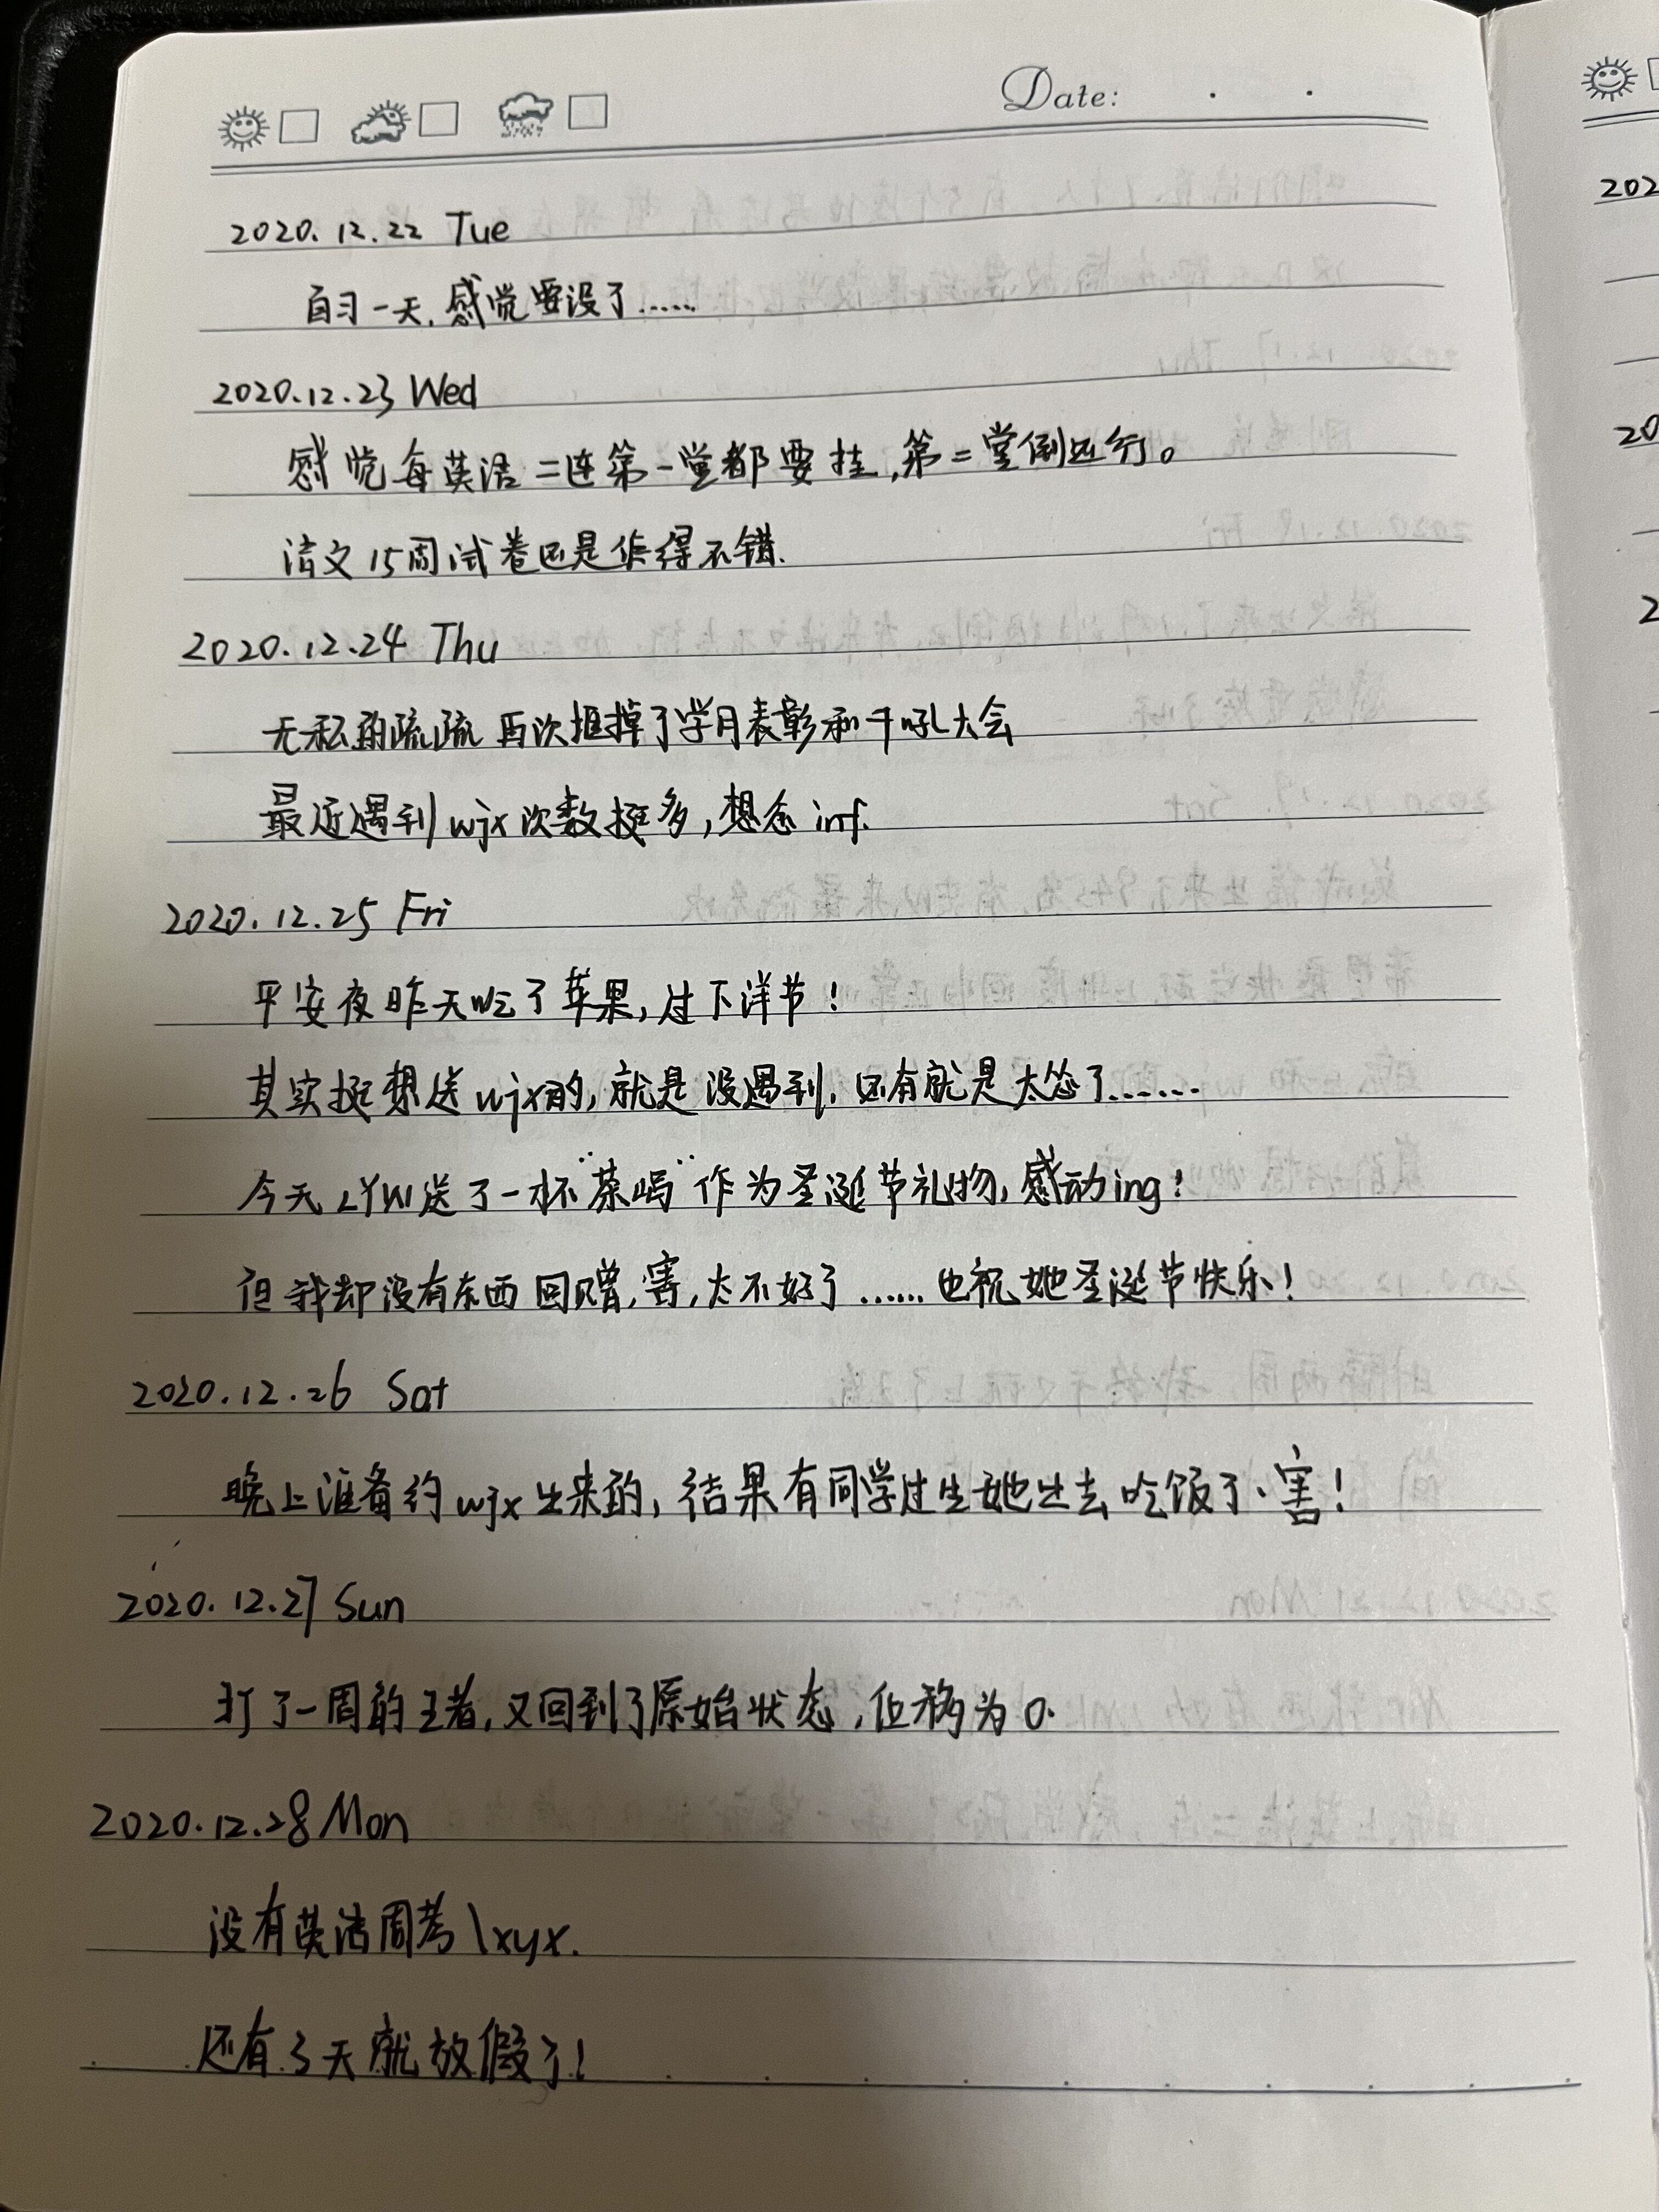 Date: . .
2020.12.22 Tue
自习一天,感觉要没了......
2020.12.23 Wed
感觉每英语二连第一堂都要挂,第二堂倒还行。
语文15周试卷还是作得不错.
2020.12.24 Thu
无私的疏疏再次推掉了学月表彰和干吼大会
最近遇到wjx次数挺多,想念inf.
2020.12.25 Fri
平安夜昨天吃了苹果,过下洋节!
其实挺想送wjx的,就是没遇到,还有就是太怂了......
今天LYW送了一杯"茶屿"作为圣诞节礼物,感动ing!
但我却没有东西回赠,害,太不好了......也祝她圣诞节快乐!
2020.12.26 Sat
晚上准备约wjx出来的,结果有同学过生她出去吃饭了、害!
2020.12.27 Sun
打了一周的王者,又回到了原始状态,但移为0.
2020.12.28 Mon
没有英语周考\xyx.
还有3天就放假了!
202
20
2